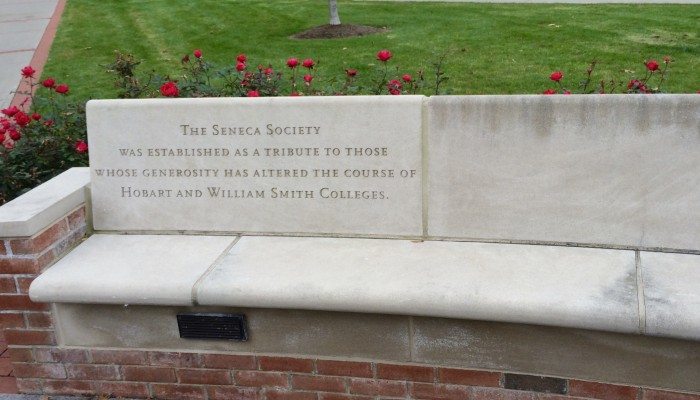 The Seneca Society
was established as a tribute to those
whose generosity has altered the course of
Hobart and William Smith Colleges.